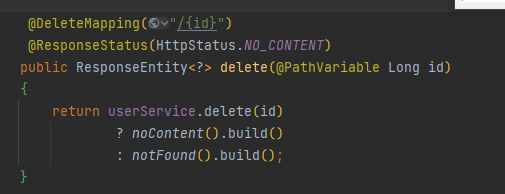 @DeleteMapping("/{id}")
@ResponseStatus(HttpStatus.NO_CONTENT)
public ResponseEntity<?> delete(@PathVariable Long id)
{
return userService.delete(id)
? noContent().build()
: notFound().build();
}